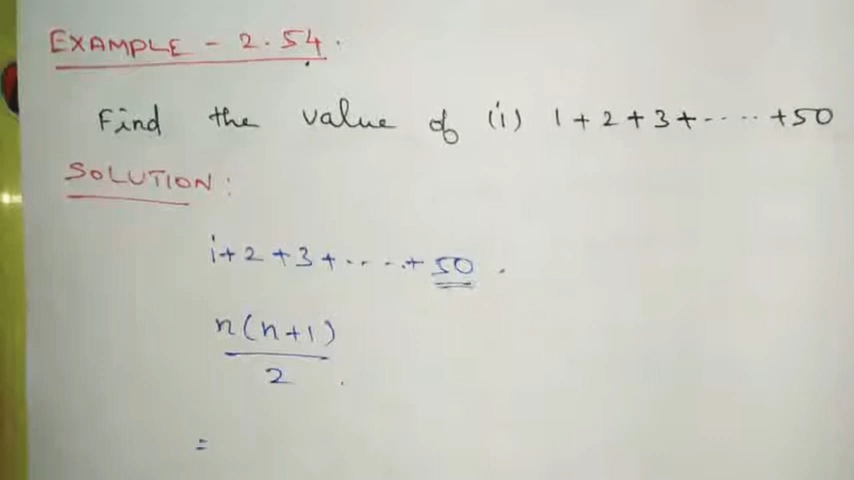 EXAMPLE - 2.54.
Find the value of (i) 1+2+3+.....+50
SOLUTION:
1+2+3+.....+50.
n(n+1)
2
=